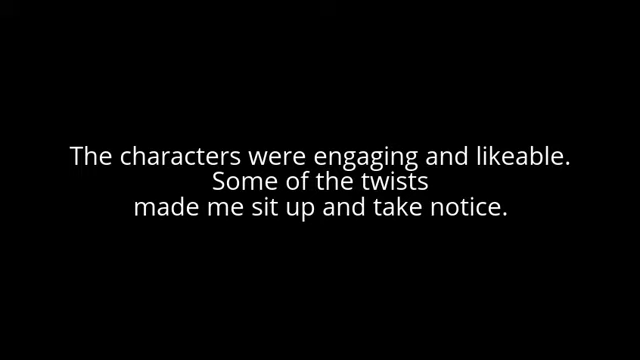 The characters were engaging and likeable.
Some of the twists
made me sit up and take notice.